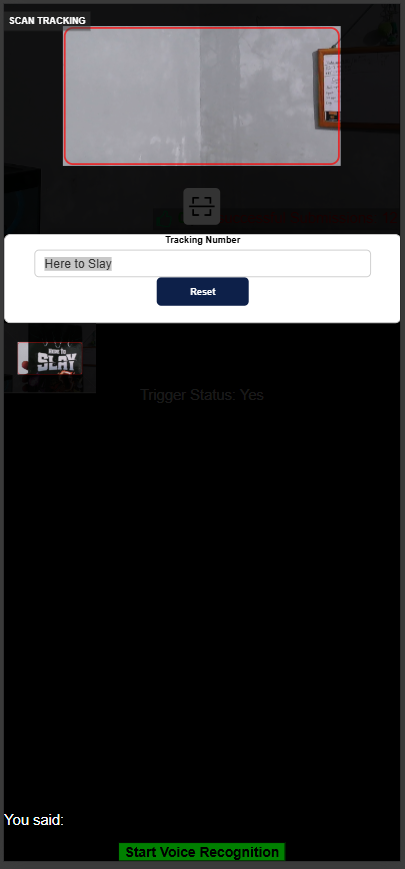 SCAN TRACKING
Tracking Number
Here to Slay
Reset
HERE TO
SLAY
Trigger Status: Yes
You said:
Start Voice Recognition